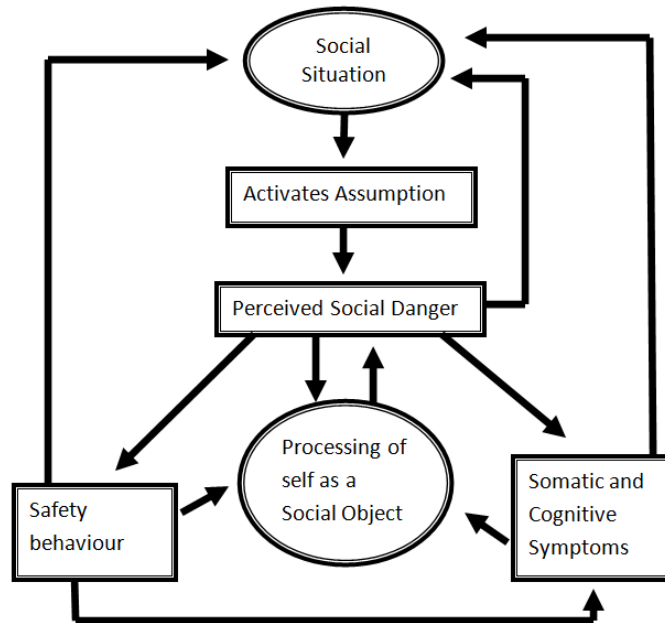 Social
Situation
Activates Assumption
Perceived Social Danger
Processing of
self as a
Social Object
Safety
behaviour
Somatic and
Cognitive
Symptoms